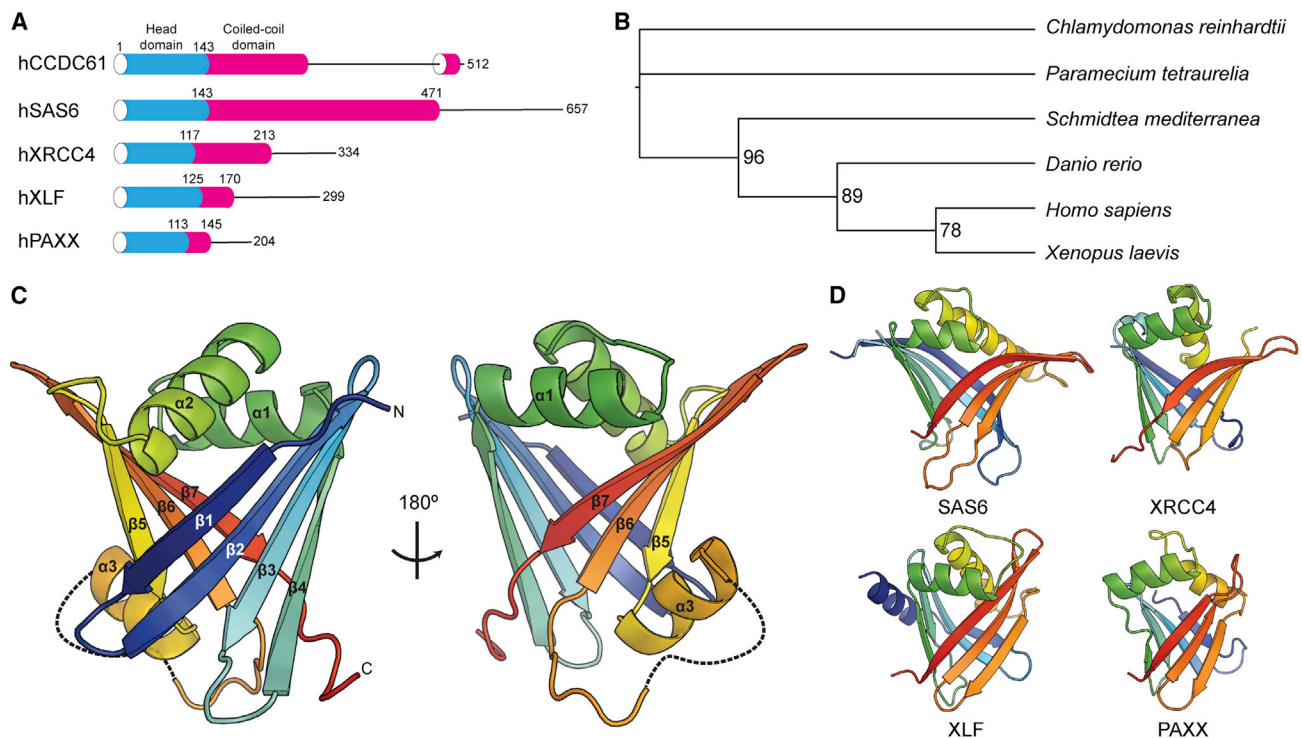 A
Head domain
Coiled-coil domain
1
143
hCCDC61
512
143
471
hSAS6
657
117
213
hXRCC4
334
125
170
hXLF
299
113
145
hPAXX
204
B
Chlamydomonas reinhardtii
Paramecium tetraurelia
Schmidtea mediterranea
96
Danio rerio
89
Homo sapiens
78
Xenopus laevis
C
α2
α1
N
β7
β6
β1
β5
β2
α3
β3
β4
C
180º
α1
β7
β6
β5
α3
D
SAS6
XRCC4
XLF
PAXX